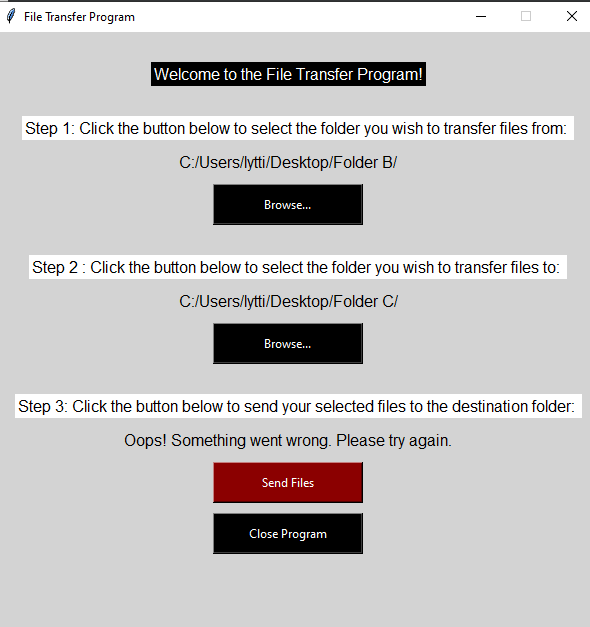 File Transfer Program
Welcome to the File Transfer Program!
Step 1: Click the button below to select the folder you wish to transfer files from:
C:/Users/lytti/Desktop/Folder B/
Browse...
Step 2 : Click the button below to select the folder you wish to transfer files to:
C:/Users/lytti/Desktop/Folder C/
Browse...
Step 3: Click the button below to send your selected files to the destination folder:
Oops! Something went wrong. Please try again.
Send Files
Close Program